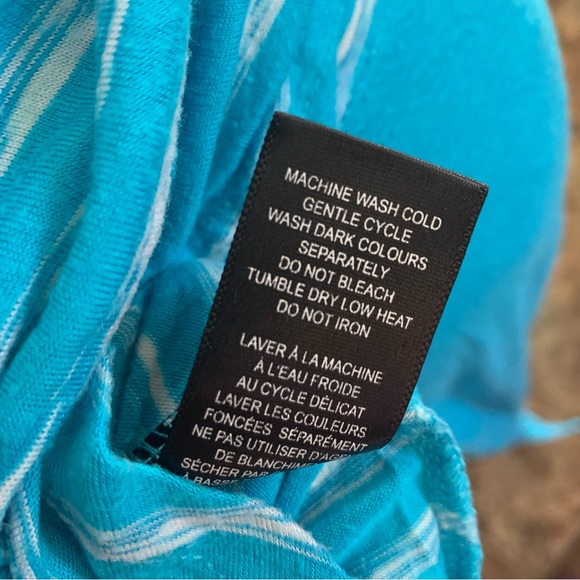 MACHINE WASH COLD
GENTLE CYCLE
WASH DARK COLOURS
SEPARATELY
DO NOT BLEACH
TUMBLE DRY LOW HEAT
DO NOT IRON
LAVER À LA MACHINE
À L'EAU FROIDE
AU CYCLE DÉLICAT
LAVER LES COULEURS
FONCÉES SÉPARÉMENT
NE PAS UTILISER
DE
SÉCHER
À